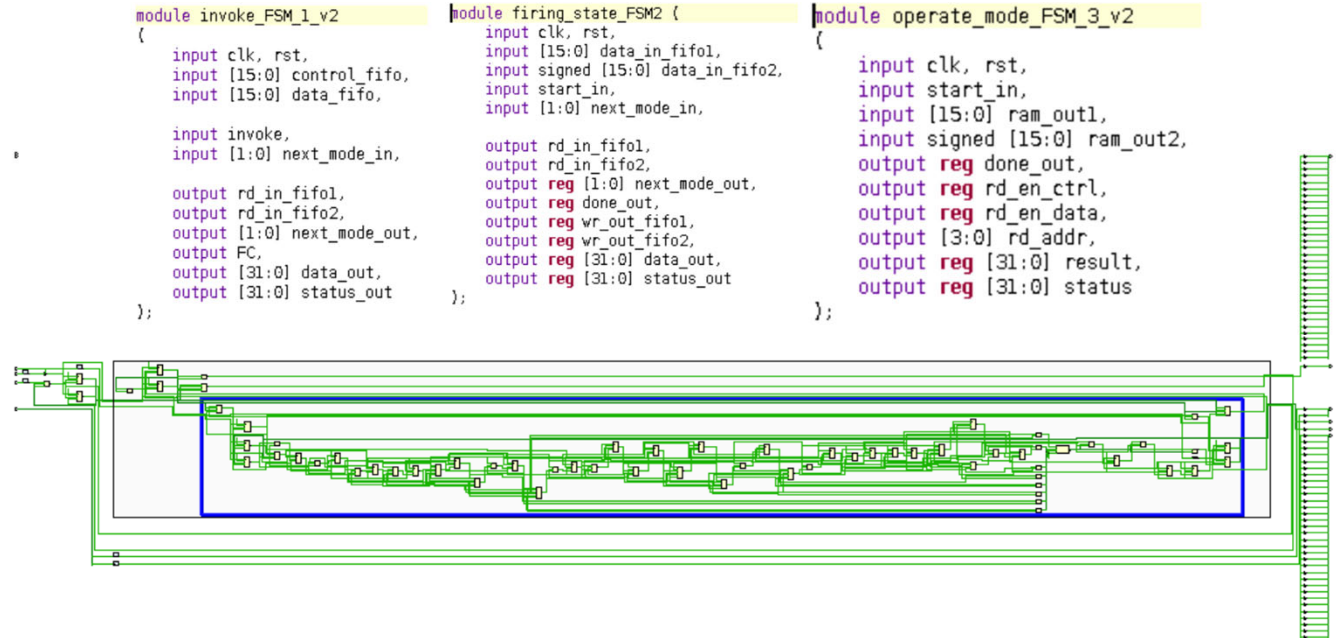 module invoke_FSM_1_v2
(
input clk, rst,
input [15:0] control_fifo,
input [15:0] data_fifo,
input invoke,
input [1:0] next_mode_in,
output rd_in_fifo1,
output rd_in_fifo2,
output [1:0] next_mode_out,
output FC,
output [31:0] data_out,
output [31:0] status_out
);
module firing_state_FSM2 (
input clk, rst,
input [15:0] data_in_fifo1,
input signed [15:0] data_in_fifo2,
input start_in,
input [1:0] next_mode_in,
output rd_in_fifo1,
output rd_in_fifo2,
output reg [1:0] next_mode_out,
output reg done_out,
output reg wr_out_fifo1,
output reg wr_out_fifo2,
output reg [31:0] data_out,
output reg [31:0] status_out
);
module operate_mode_FSM_3_v2
(
input clk, rst,
input start_in,
input [15:0] ram_out1,
input signed [15:0] ram_out2,
output reg done_out,
output reg rd_en_ctrl,
output reg rd_en_data,
output [3:0] rd_addr,
output reg [31:0] result,
output reg [31:0] status
);